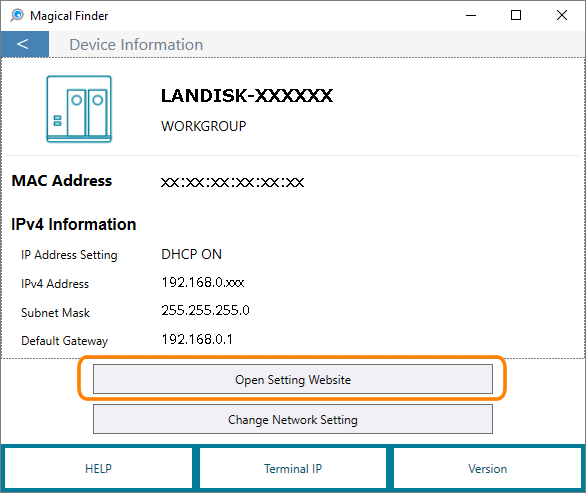 Magical Finder
< Device Information
LANDISK-XXXXXX
WORKGROUP
MAC Address xx:xx:xx:xx:xx:xx
IPv4 Information
IP Address Setting DHCP ON
IPv4 Address 192.168.0.xxx
Subnet Mask 255.255.255.0
Default Gateway 192.168.0.1
Open Setting Website
Change Network Setting
HELP Terminal IP Version